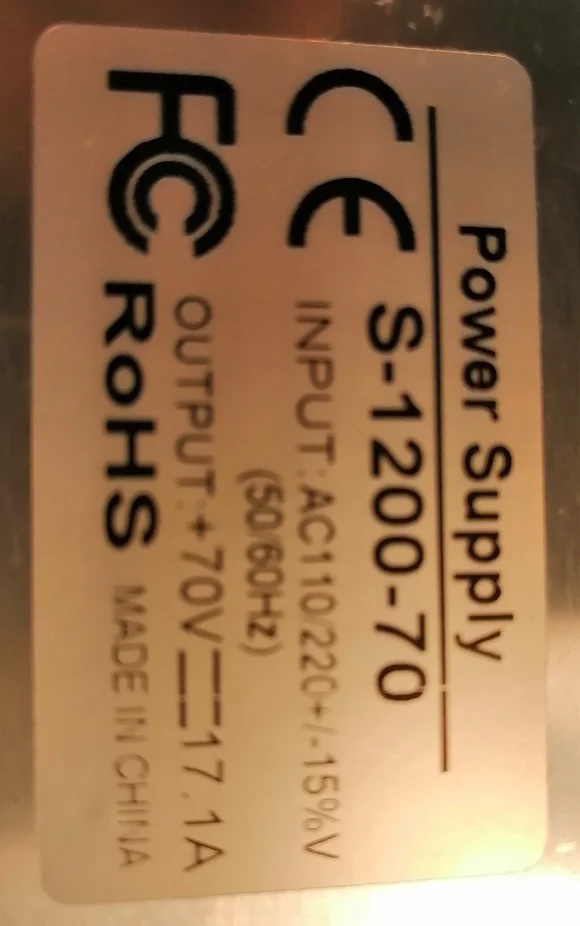 Power Supply
CE S-1200-70
INPUT:AC110/220+/-15%V
(50/60Hz)
OUTPUT:+70V⎓17.1A
FC RoHS MADE IN CHINA